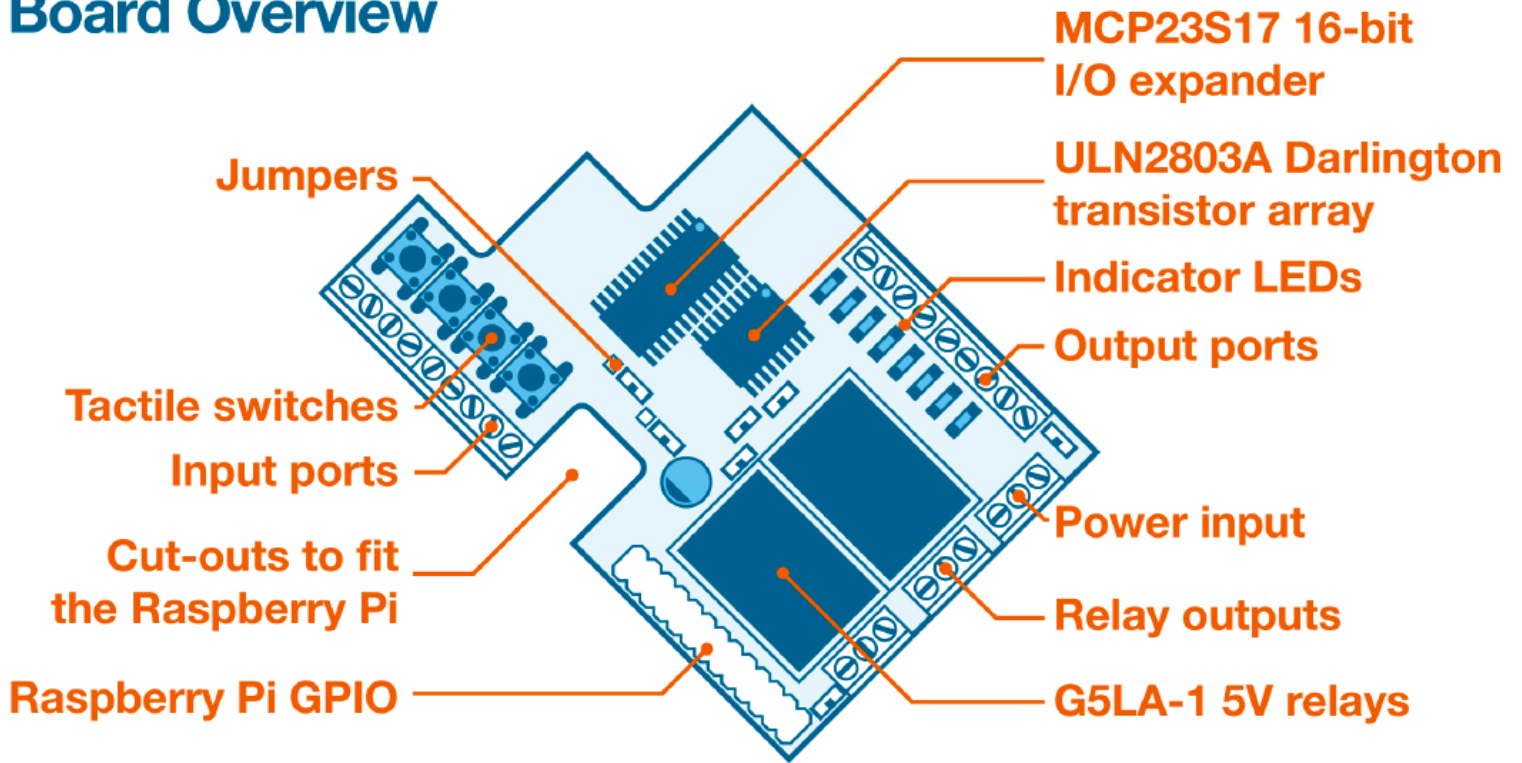 Board Overview
MCP23S17 16-bit
I/O expander
ULN2803A Darlington
transistor array
Indicator LEDs
Output ports
Power input
Relay outputs
G5LA-1 5V relays
Jumpers
Tactile switches
Input ports
Cut-outs to fit
the Raspberry Pi
Raspberry Pi GPIO